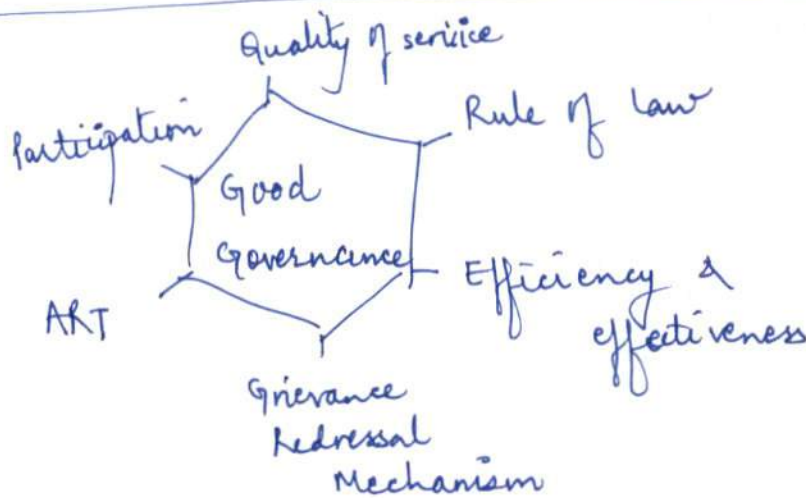 Quality of service
Participation
Rule of law
Good
Governance
Efficiency &
effectiveness
ART
Grievance
Redressal
Mechanism